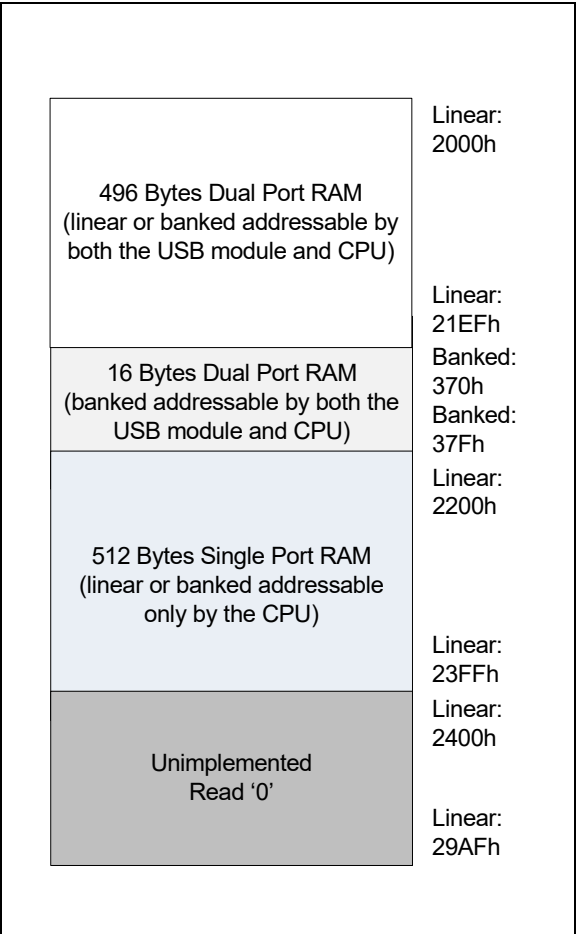 Linear:
2000h
496 Bytes Dual Port RAM
(linear or banked addressable by
both the USB module and CPU)
Linear:
21EFh
Banked:
370h
16 Bytes Dual Port RAM
(banked addressable by both the
USB module and CPU)
Banked:
37Fh
Linear:
2200h
512 Bytes Single Port RAM
(linear or banked addressable
only by the CPU)
Linear:
23FFh
Linear:
2400h
Unimplemented
Read ‘0’
Linear:
29AFh